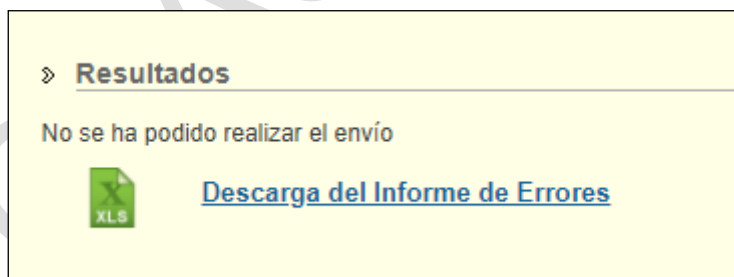 Resultados
No se ha podido realizar el envío
XLS
Descarga del Informe de Errores